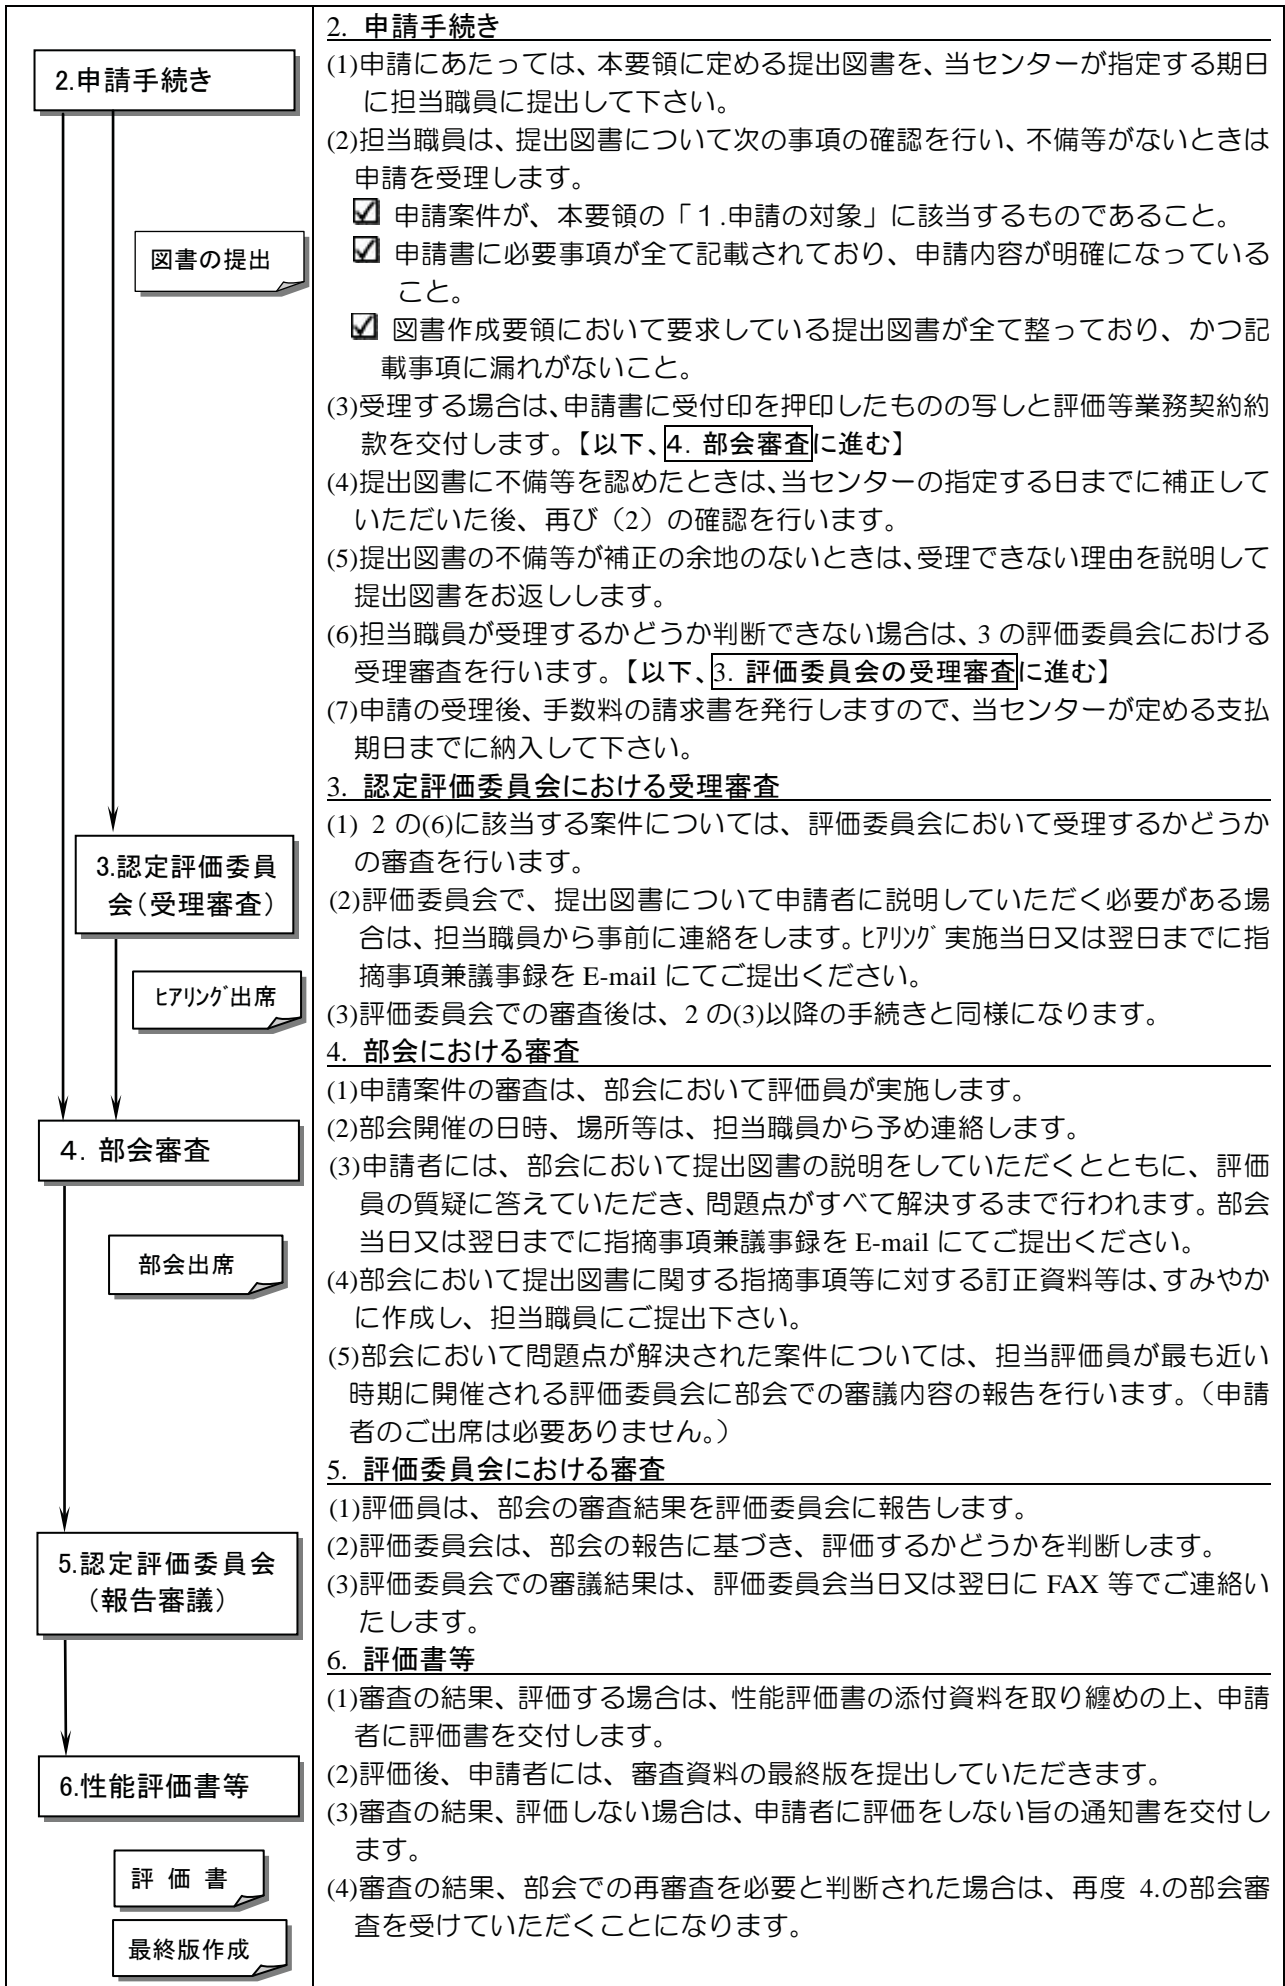 2.申請手続き
図書の提出
3.認定評価委員
会(受理審査)
ﾋｱﾘﾝｸﾞ出席
4. 部会審査
部会出席
5.認定評価委員会
(報告審議)
6.性能評価書等
評 価 書
最終版作成
2. 申請手続き
(1)申請にあたっては、本要領に定める提出図書を、当センターが指定する期日
に担当職員に提出して下さい。
(2)担当職員は、提出図書について次の事項の確認を行い、不備等がないときは
申請を受理します。
☑ 申請案件が、本要領の「１.申請の対象」に該当するものであること。
☑ 申請書に必要事項が全て記載されており、申請内容が明確になっている
こと。
☑ 図書作成要領において要求している提出図書が全て整っており、かつ記
載事項に漏れがないこと。
(3)受理する場合は、申請書に受付印を押印したものの写しと評価等業務契約約
款を交付します。【以下、4. 部会審査に進む】
(4)提出図書に不備等を認めたときは、当センターの指定する日までに補正して
いただいた後、再び（2）の確認を行います。
(5)提出図書の不備等が補正の余地のないときは、受理できない理由を説明して
提出図書をお返しします。
(6)担当職員が受理するかどうか判断できない場合は、3 の評価委員会における
受理審査を行います。【以下、3. 評価委員会の受理審査に進む】
(7)申請の受理後、手数料の請求書を発行しますので、当センターが定める支払
期日までに納入して下さい。
3. 認定評価委員会における受理審査
(1) 2 の(6)に該当する案件については、評価委員会において受理するかどうか
の審査を行います。
(2)評価委員会で、提出図書について申請者に説明していただく必要がある場
合は、担当職員から事前に連絡をします。ﾋｱﾘﾝｸﾞ実施当日又は翌日までに指
摘事項兼議事録を E-mail にてご提出ください。
(3)評価委員会での審査後は、2 の(3)以降の手続きと同様になります。
4. 部会における審査
(1)申請案件の審査は、部会において評価員が実施します。
(2)部会開催の日時、場所等は、担当職員から予め連絡します。
(3)申請者には、部会において提出図書の説明をしていただくとともに、評価
員の質疑に答えていただき、問題点がすべて解決するまで行われます。部会
当日又は翌日までに指摘事項兼議事録を E-mail にてご提出ください。
(4)部会において提出図書に関する指摘事項等に対する訂正資料等は、すみやか
に作成し、担当職員にご提出下さい。
(5)部会において問題点が解決された案件については、担当評価員が最も近い
時期に開催される評価委員会に部会での審議内容の報告を行います。（申請
者のご出席は必要ありません。）
5. 評価委員会における審査
(1)評価員は、部会の審査結果を評価委員会に報告します。
(2)評価委員会は、部会の報告に基づき、評価するかどうかを判断します。
(3)評価委員会での審議結果は、評価委員会当日又は翌日に FAX 等でご連絡い
たします。
6. 評価書等
(1)審査の結果、評価する場合は、性能評価書の添付資料を取り纏めの上、申請
者に評価書を交付します。
(2)評価後、申請者には、審査資料の最終版を提出していただきます。
(3)審査の結果、評価しない場合は、申請者に評価をしない旨の通知書を交付し
ます。
(4)審査の結果、部会での再審査を必要と判断された場合は、再度 4.の部会審
査を受けていただくことになります。